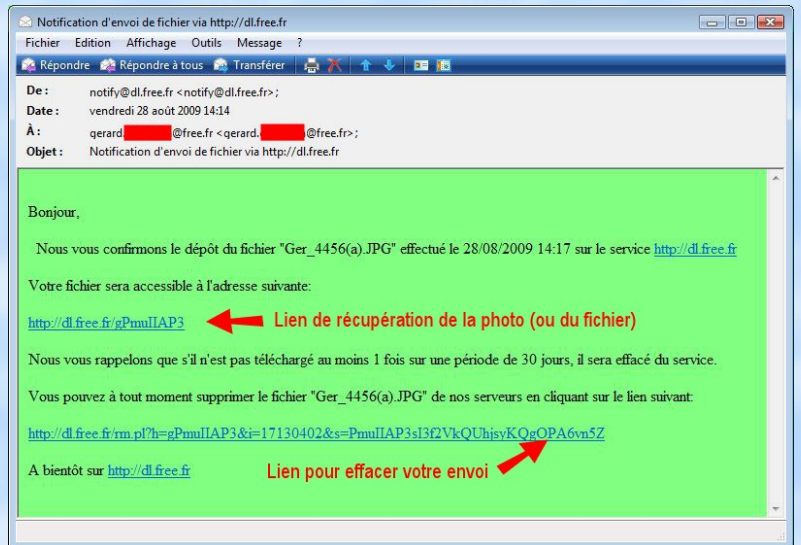 Notification d'envoi de fichier via http://dl.free.fr
Fichier Edition Affichage Outils Message ?
Répondre Répondre à tous Transférer
De : notify@dl.free.fr <notify@dl.free.fr>;
Date : vendredi 28 août 2009 14:14
À : gerard. @free.fr <gerard. @free.fr>;
Objet : Notification d'envoi de fichier via http://dl.free.fr
Bonjour,
Nous vous confirmons le dépôt du fichier "Ger_4456(a).JPG" effectué le 28/08/2009 14:17 sur le service http://dl.free.fr
Votre fichier sera accessible à l'adresse suivante:
http://dl.free.fr/gPmuIIAP3 Lien de récupération de la photo (ou du fichier)
Nous vous rappelons que s'il n'est pas téléchargé au moins 1 fois sur une période de 30 jours, il sera effacé du service.
Vous pouvez à tout moment supprimer le fichier "Ger_4456(a).JPG" de nos serveurs en cliquant sur le lien suivant:
http://dl.free.fr/rm.pl?h=gPmuIIAP3&i=17130402&s=PmuIIAP3sI3f2VkQUhjsyKQgOPA6vn5Z
A bientôt sur http://dl.free.fr Lien pour effacer votre envoi